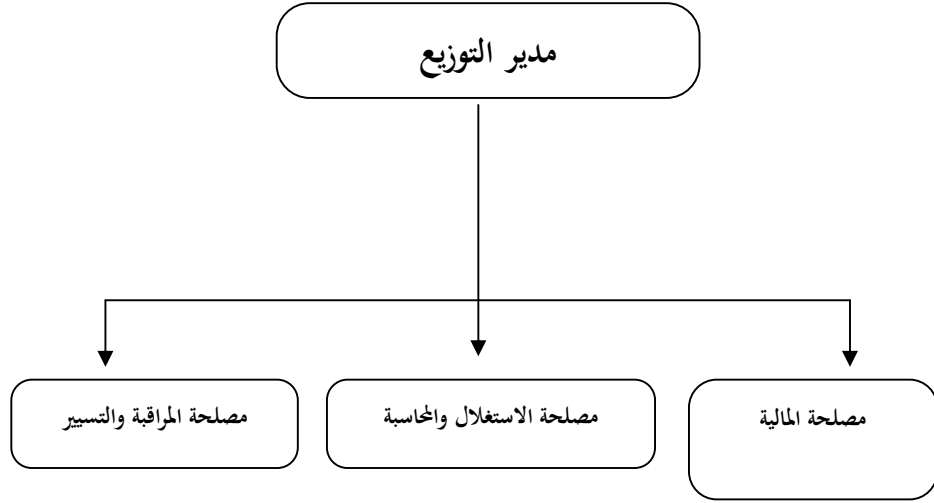 مدير التوزيع
مصلحة المالية
مصلحة الاستغلال والمحاسبة
مصلحة المراقبة والتسيير